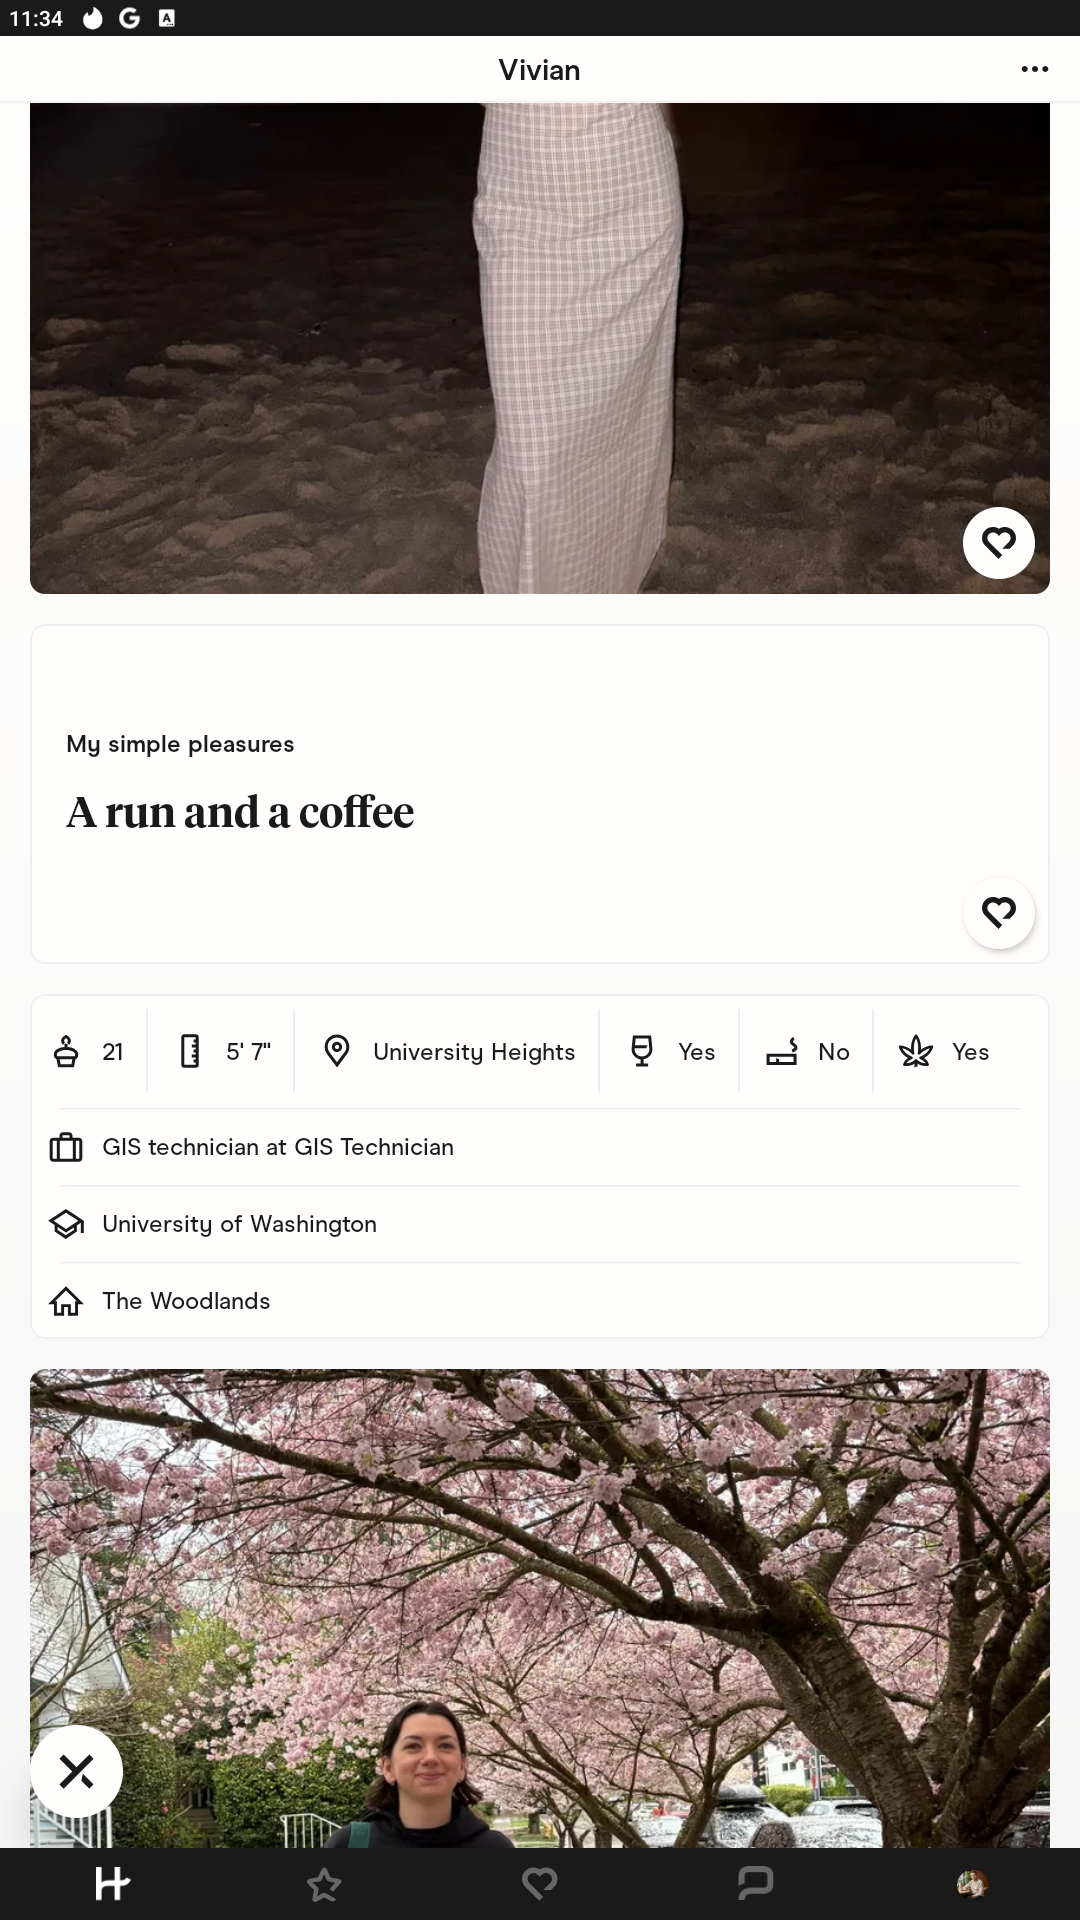 11:34
Vivian
My simple pleasures
A run and a coffee
21
5' 7"
University Heights
Yes
No
Yes
GIS technician at GIS Technician
University of Washington
The Woodlands